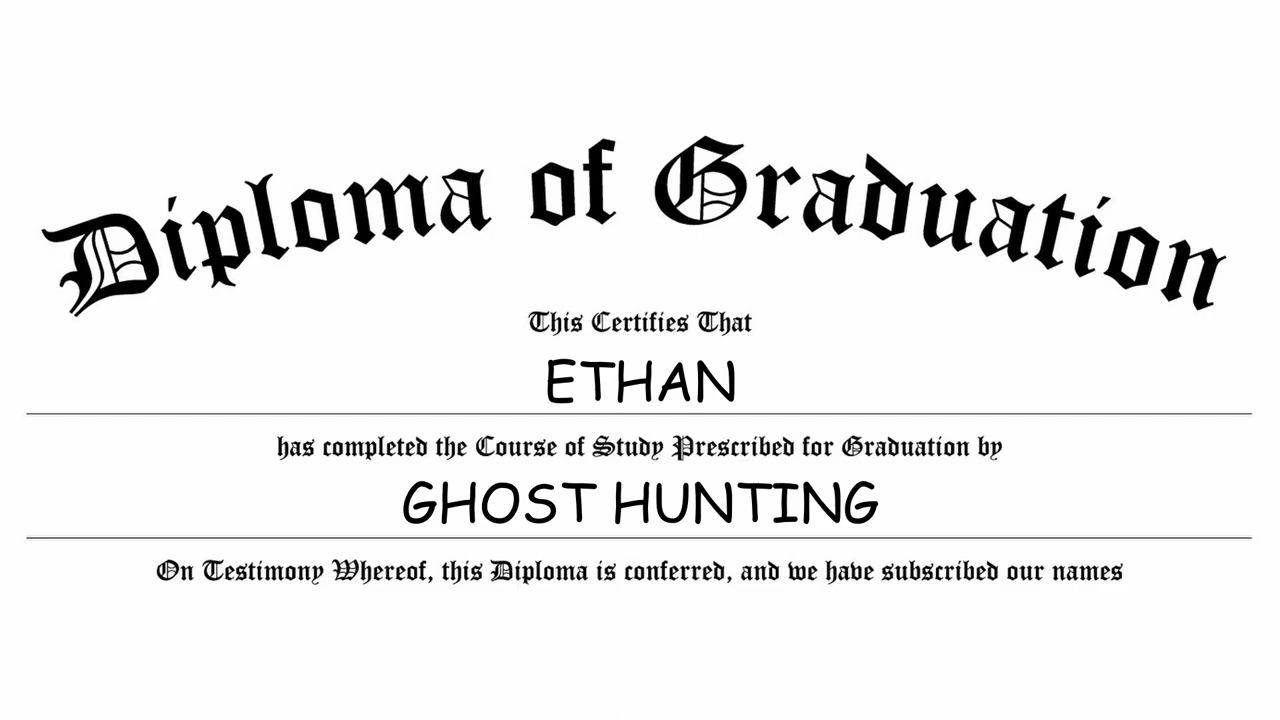 Diploma of Graduation
This Certifies That
ETHAN
has completed the Course of Study Prescribed for Graduation by
GHOST HUNTING
On Testimony Whereof, this Diploma is conferred, and we have subscribed our names